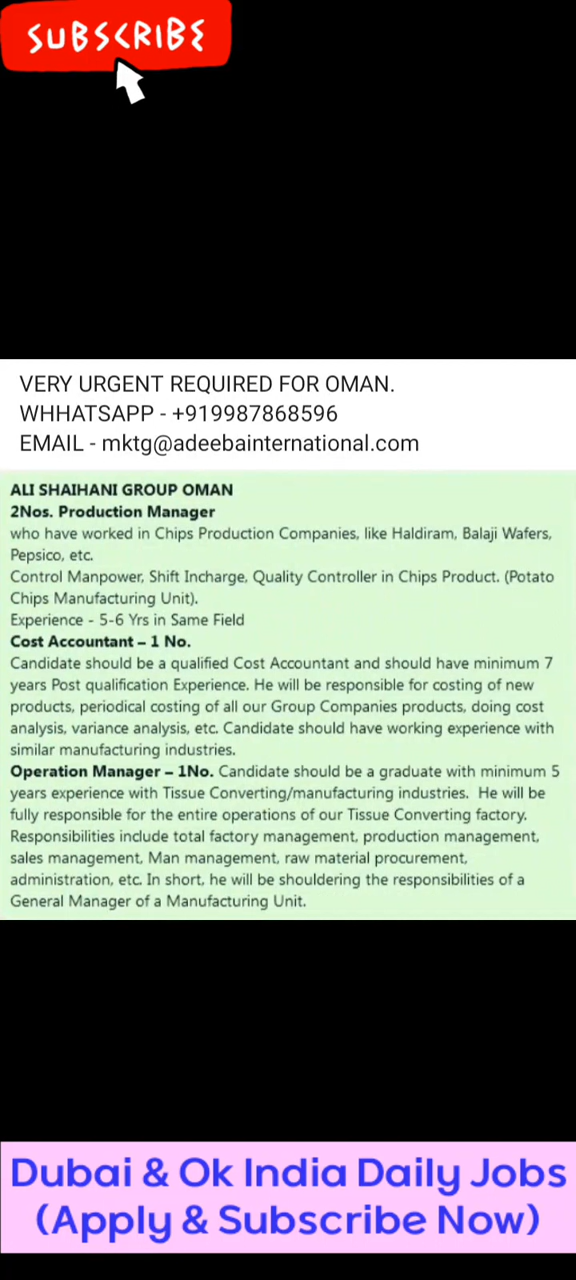 SUBSCRIBE
VERY URGENT REQUIRED FOR OMAN.
WHHATSAPP - +919987868596
EMAIL - mktg@adeebainternational.com
ALI SHAIHANI GROUP OMAN
2Nos. Production Manager
who have worked in Chips Production Companies, like Haldiram, Balaji Wafers,
Pepsico, etc.
Control Manpower, Shift Incharge, Quality Controller in Chips Product. (Potato
Chips Manufacturing Unit).
Experience - 5-6 Yrs in Same Field
Cost Accountant – 1 No.
Candidate should be a qualified Cost Accountant and should have minimum 7
years Post qualification Experience. He will be responsible for costing of new
products, periodical costing of all our Group Companies products, doing cost
analysis, variance analysis, etc. Candidate should have working experience with
similar manufacturing industries.
Operation Manager – 1No. Candidate should be a graduate with minimum 5
years experience with Tissue Converting/manufacturing industries. He will be
fully responsible for the entire operations of our Tissue Converting factory.
Responsibilities include total factory management, production management,
sales management, Man management, raw material procurement,
administration, etc. In short, he will be shouldering the responsibilities of a
General Manager of a Manufacturing Unit.
Dubai & Ok India Daily Jobs
(Apply & Subscribe Now)